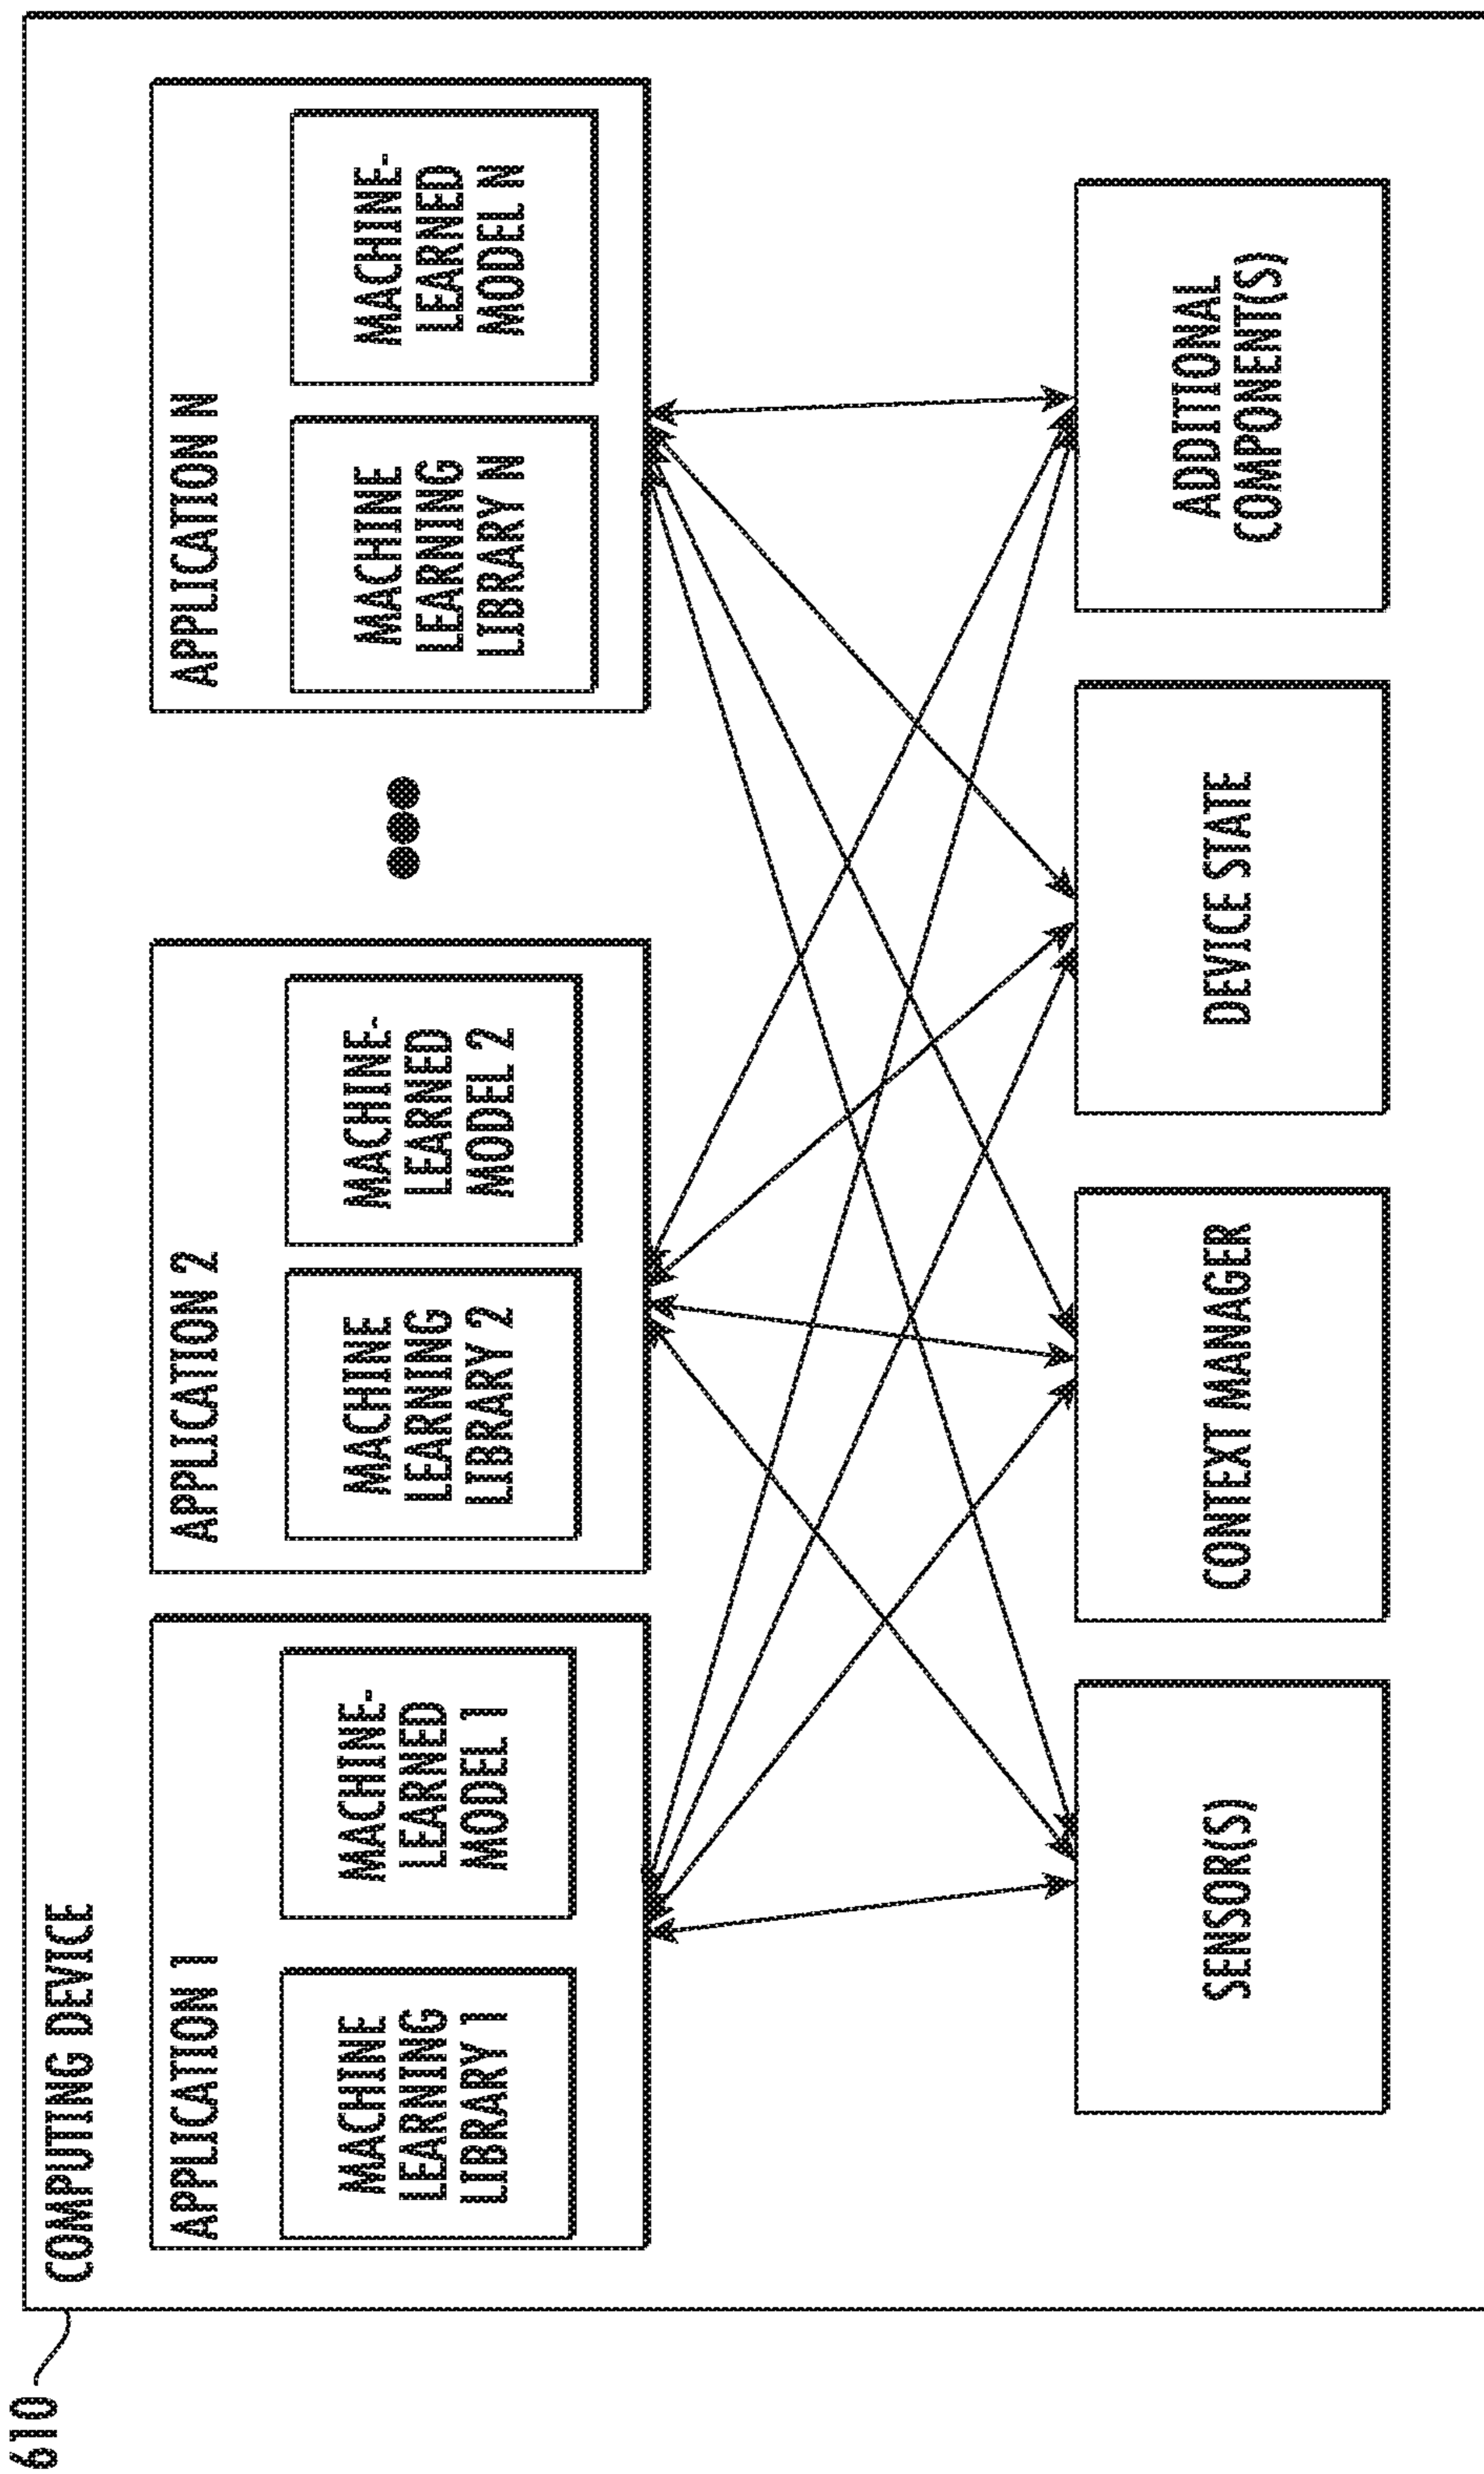 610
COMPUTING DEVICE
APPLICATION 1
MACHINE
LEARNING
LIBRARY 1
MACHINE-
LEARNED
MODEL 1
APPLICATION 2
MACHINE
LEARNING
LIBRARY 2
MACHINE-
LEARNED
MODEL 2
APPLICATION N
MACHINE
LEARNING
LIBRARY N
MACHINE-
LEARNED
MODEL N
SENSOR(S)
CONTEXT MANAGER
DEVICE STATE
ADDITIONAL
COMPONENT(S)